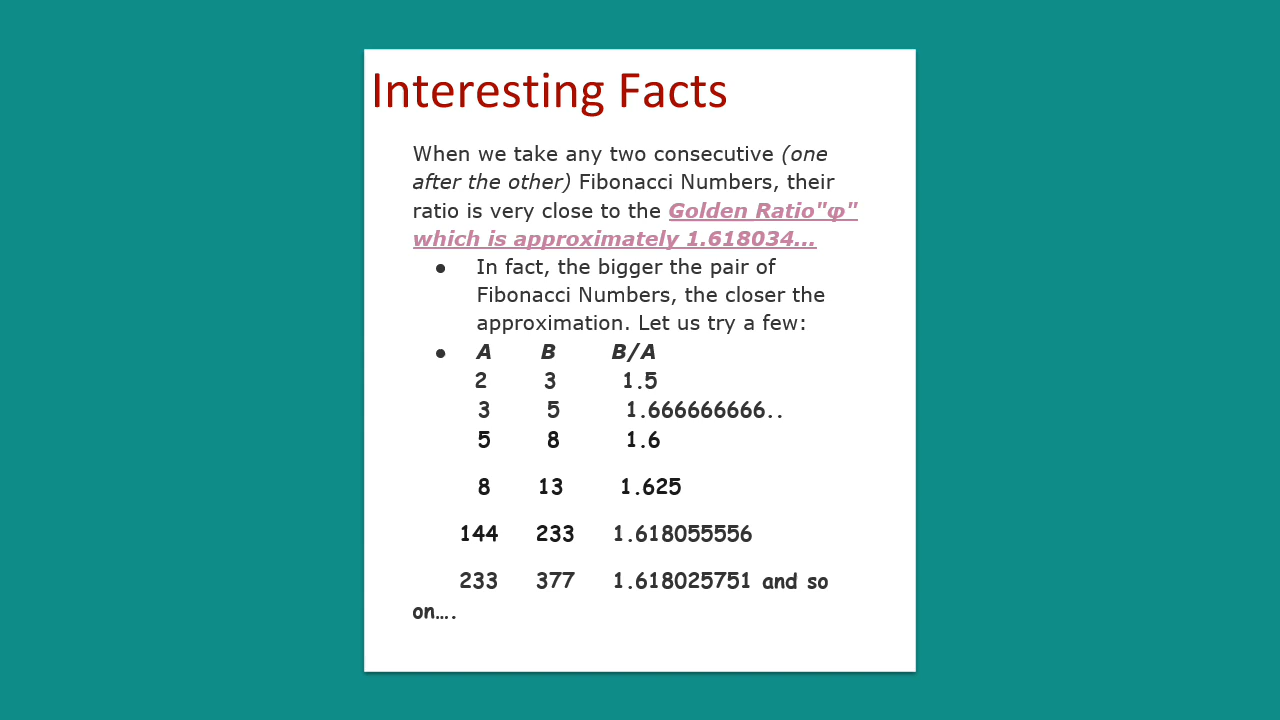 Interesting Facts
When we take any two consecutive (one
after the other) Fibonacci Numbers, their
ratio is very close to the Golden Ratio"φ"
which is approximately 1.618034...
● In fact, the bigger the pair of
Fibonacci Numbers, the closer the
approximation. Let us try a few:
● A B B/A
2 3 1.5
3 5 1.666666666..
5 8 1.6
8 13 1.625
144 233 1.618055556
233 377 1.618025751 and so
on….